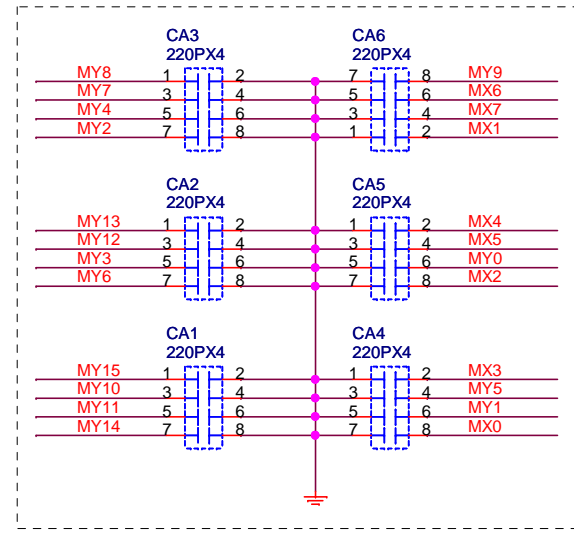 CA3 CA6
220PX4 220PX4
MY8 1 2 7 8 MY9
MY7 3 4 5 6 MX6
MY4 5 6 3 4 MX7
MY2 7 8 1 2 MX1
CA2 CA5
220PX4 220PX4
MY13 1 2 1 2 MX4
MY12 3 4 3 4 MX5
MY3 5 6 5 6 MY0
MY6 7 8 7 8 MX2
CA1 CA4
220PX4 220PX4
MY15 1 2 1 2 MX3
MY10 3 4 3 4 MY5
MY11 5 6 5 6 MY1
MY14 7 8 7 8 MX0